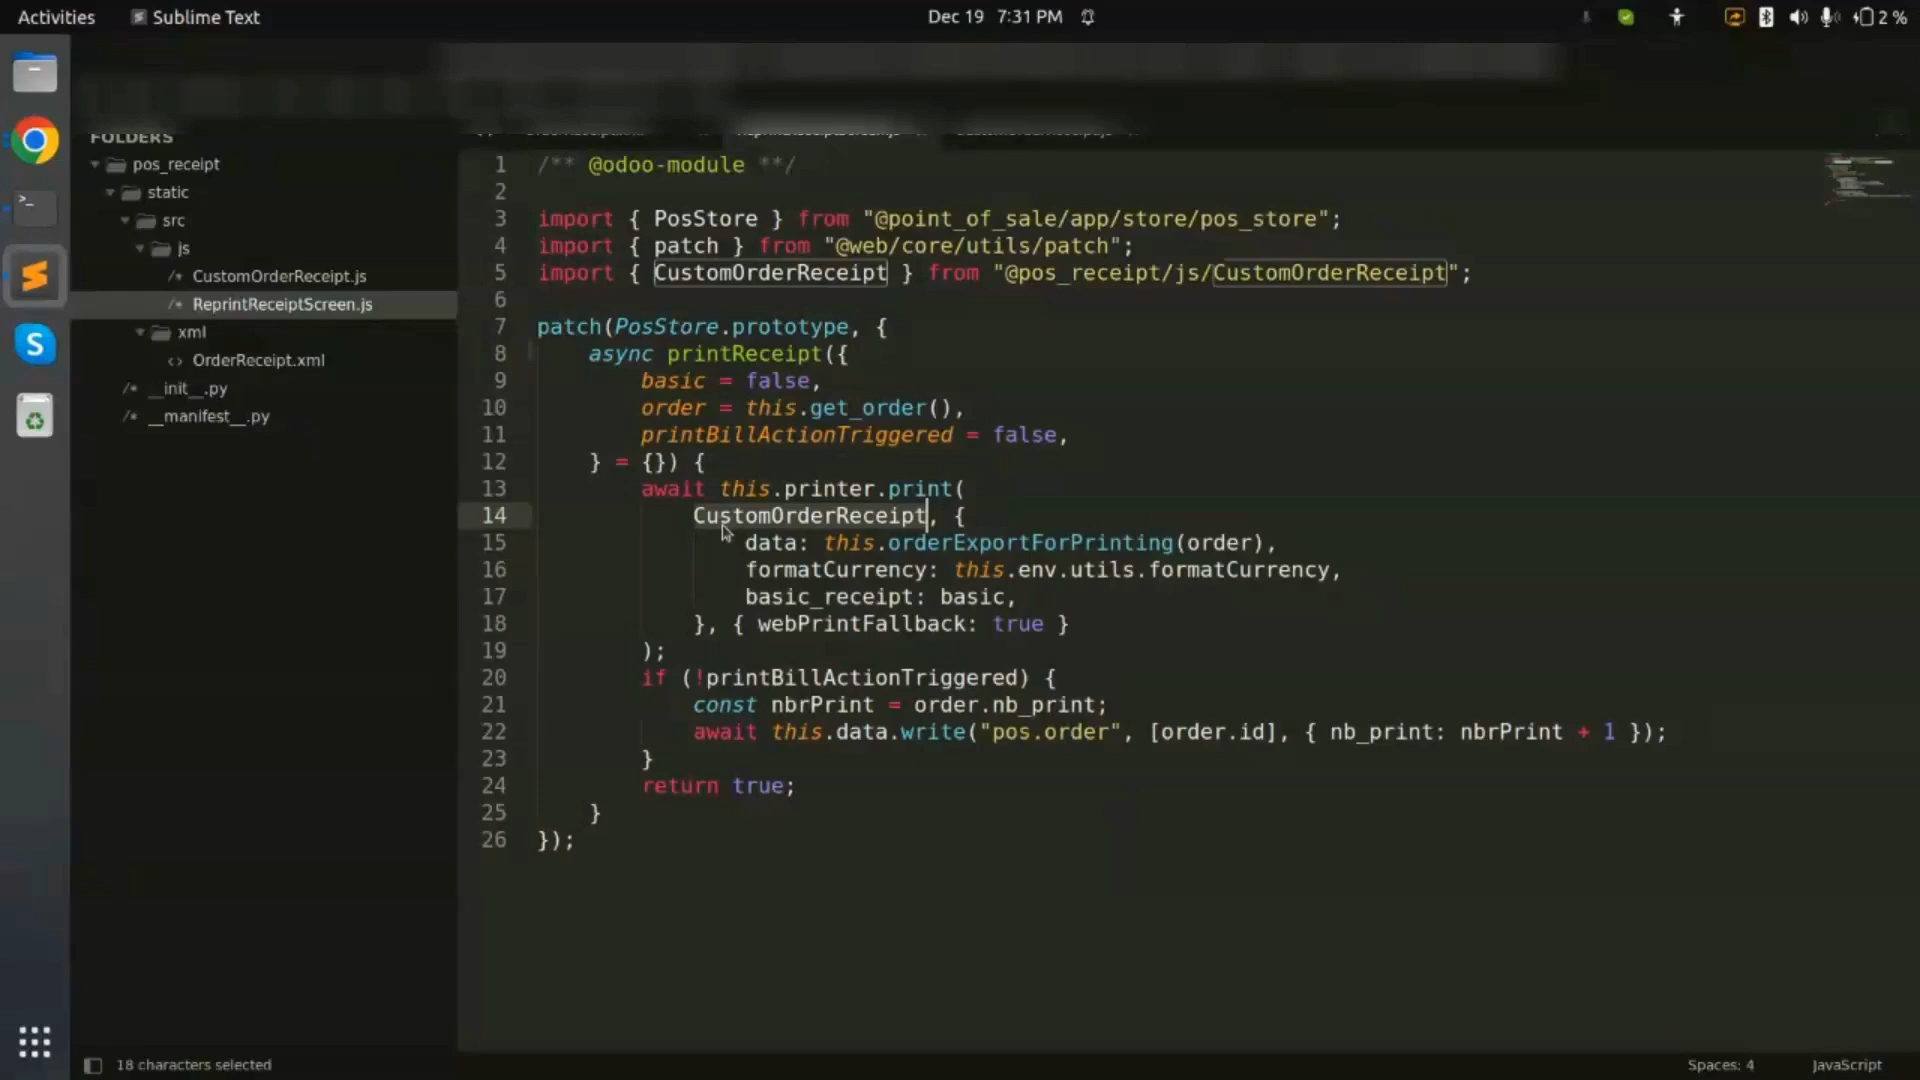 Activities
Sublime Text
Dec 19 7:31 PM
2 %
FOLDERS
pos_receipt
static
src
js
/* CustomOrderReceipt.js
/* ReprintReceiptScreen.js
xml
<> OrderReceipt.xml
/* __init__.py
/* __manifest__.py
1 /** @odoo-module **/
2
3 import { PosStore } from "@point_of_sale/app/store/pos_store";
4 import { patch } from "@web/core/utils/patch";
5 import { CustomOrderReceipt } from "@pos_receipt/js/CustomOrderReceipt";
6
7 patch(PosStore.prototype, {
8 async printReceipt({
9 basic = false,
10 order = this.get_order(),
11 printBillActionTriggered = false,
12 } = {}) {
13 await this.printer.print(
14 CustomOrderReceipt, {
15 data: this.orderExportForPrinting(order),
16 formatCurrency: this.env.utils.formatCurrency,
17 basic_receipt: basic,
18 }, { webPrintFallback: true }
19 );
20 if (!printBillActionTriggered) {
21 const nbrPrint = order.nb_print;
22 await this.data.write("pos.order", [order.id], { nb_print: nbrPrint + 1 });
23 }
24 return true;
25 }
26 });
18 characters selected
Spaces: 4
JavaScript